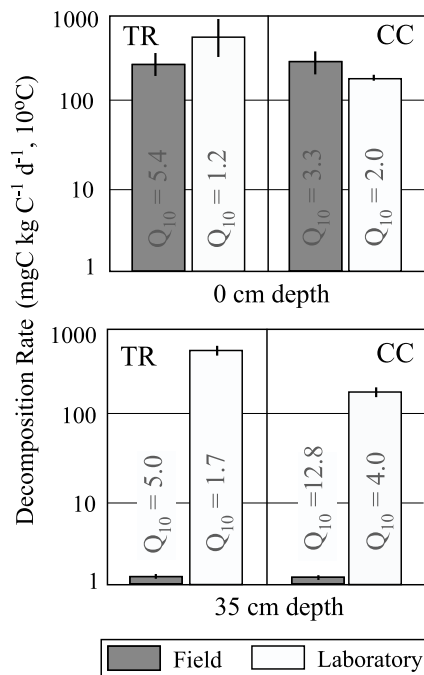 Decomposition Rate (mgC kg C⁻¹ d⁻¹, 10°C)
1000
100
10
1
TR
CC
Q₁₀ = 5.4
Q₁₀ = 1.2
Q₁₀ = 3.3
Q₁₀ = 2.0
0 cm depth
1000
100
10
1
TR
CC
Q₁₀ = 5.0
Q₁₀ = 1.7
Q₁₀ =12.8
Q₁₀ = 4.0
35 cm depth
Field
Laboratory